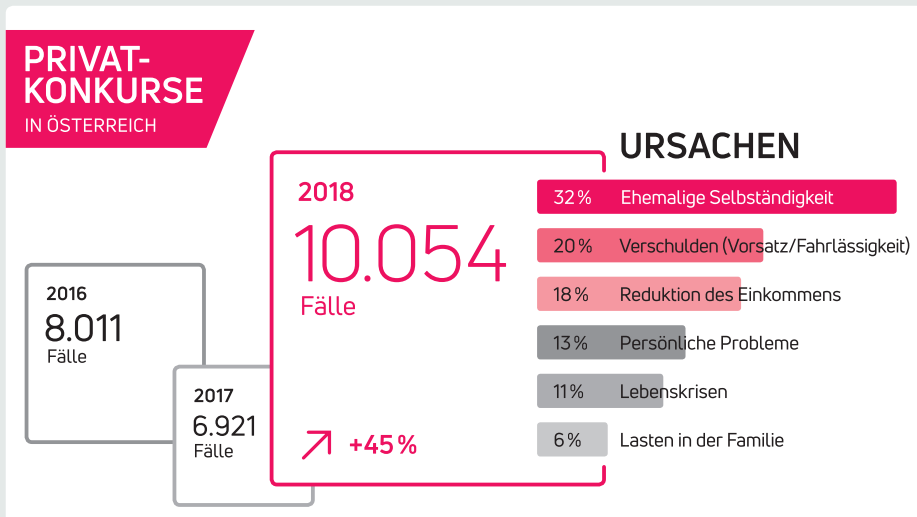 PRIVAT-
KONKURSE
IN ÖSTERREICH
2016
8.011
Fälle
2017
6.921
Fälle
2018
10.054
Fälle
+45 %
URSACHEN
32 % Ehemalige Selbständigkeit
20 % Verschulden (Vorsatz/Fahrlässigkeit)
18 % Reduktion des Einkommens
13 % Persönliche Probleme
11 % Lebenskrisen
6 % Lasten in der Familie